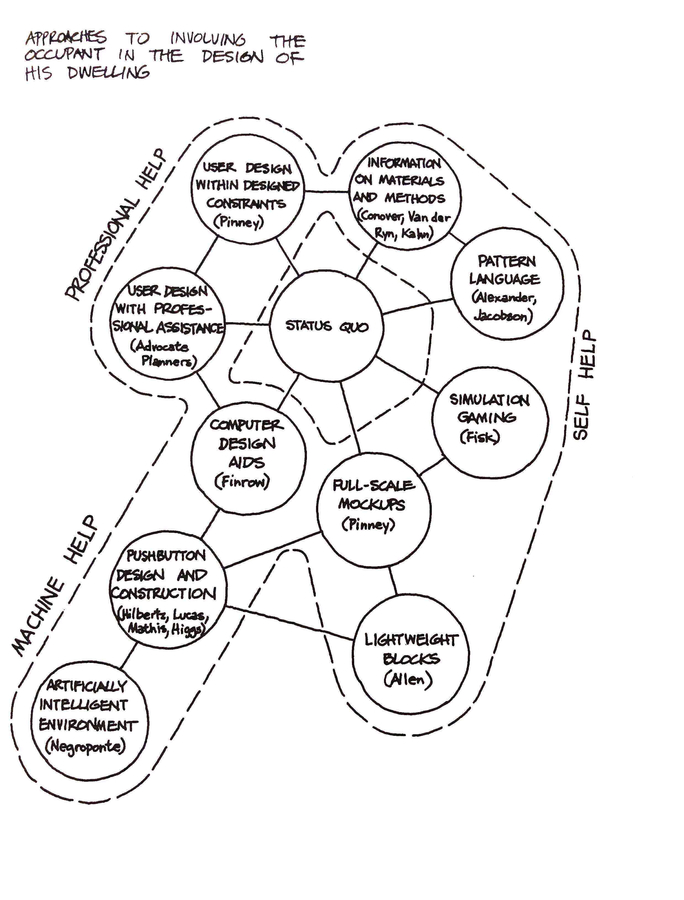 APPROACHES TO INVOLVING THE
OCCUPANT IN THE DESIGN OF
HIS DWELLING
PROFESSIONAL HELP
USER DESIGN
WITHIN DESIGNED
CONSTRAINTS
(Pinney)
INFORMATION
ON MATERIALS
AND METHODS
(Conover, Van der
Ryn, Kahn)
PATTERN
LANGUAGE
(Alexander,
Jacobson)
USER DESIGN
WITH PROFES-
SIONAL ASSISTANCE
(Advocate
Planners)
STATUS QUO
SELF HELP
SIMULATION
GAMING
(Fisk)
COMPUTER
DESIGN
AIDS
(Finrow)
FULL-SCALE
MOCKUPS
(Pinney)
MACHINE HELP
PUSHBUTTON
DESIGN AND
CONSTRUCTION
(Hilbertz, Lucas,
Mathis, Higgs)
LIGHTWEIGHT
BLOCKS
(Allen)
ARTIFICIALLY
INTELLIGENT
ENVIRONMENT
(Negroponte)